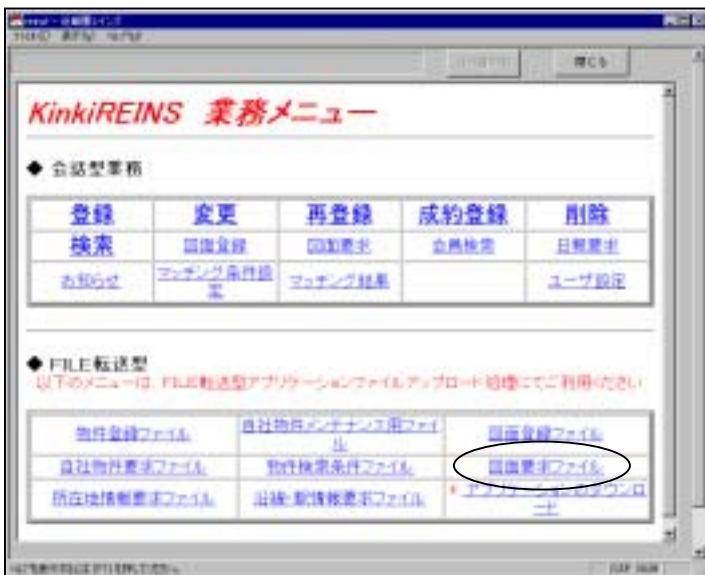 閉じる
KinkiREINS 業務メニュー
◆ 会話型業務
登録 変更 再登録 成約登録 削除
検索 図面登録 図面要求 会員検索 日報要求
お知らせ マッチング条件設定 マッチング結果 ユーザ設定
◆ FILE転送型
以下のメニューは、FILE転送型アプリケーションファイルアップロード処理にてご利用ください
物件登録ファイル 自社物件メンテナンス用ファイル 図面登録ファイル
自社物件要求ファイル 物件検索条件ファイル 図面要求ファイル
所在地情報要求ファイル 沿線・駅情報要求ファイル * アプリケーションのダウンロード